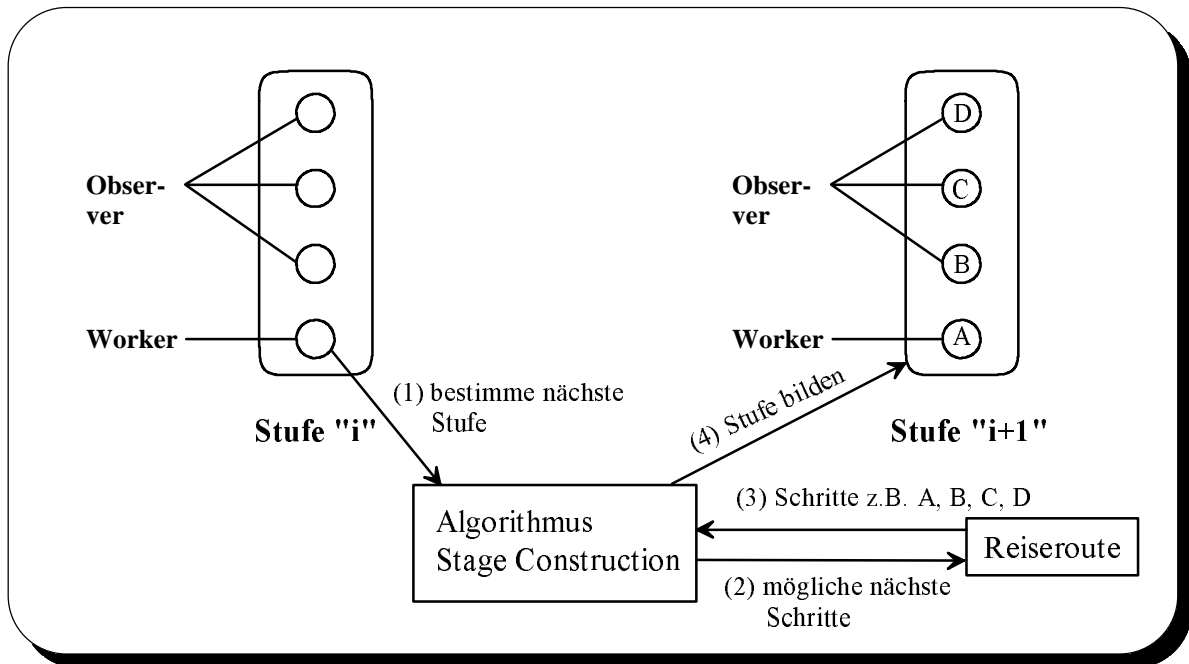 Obser-
ver
Worker
Stufe "i"
D
C
B
A
Obser-
ver
Worker
Stufe "i+1"
(1) bestimme nächste
Stufe
(4) Stufe bilden
Algorithmus
Stage Construction
(3) Schritte z.B. A, B, C, D
Reiseroute
(2) mögliche nächste
Schritte